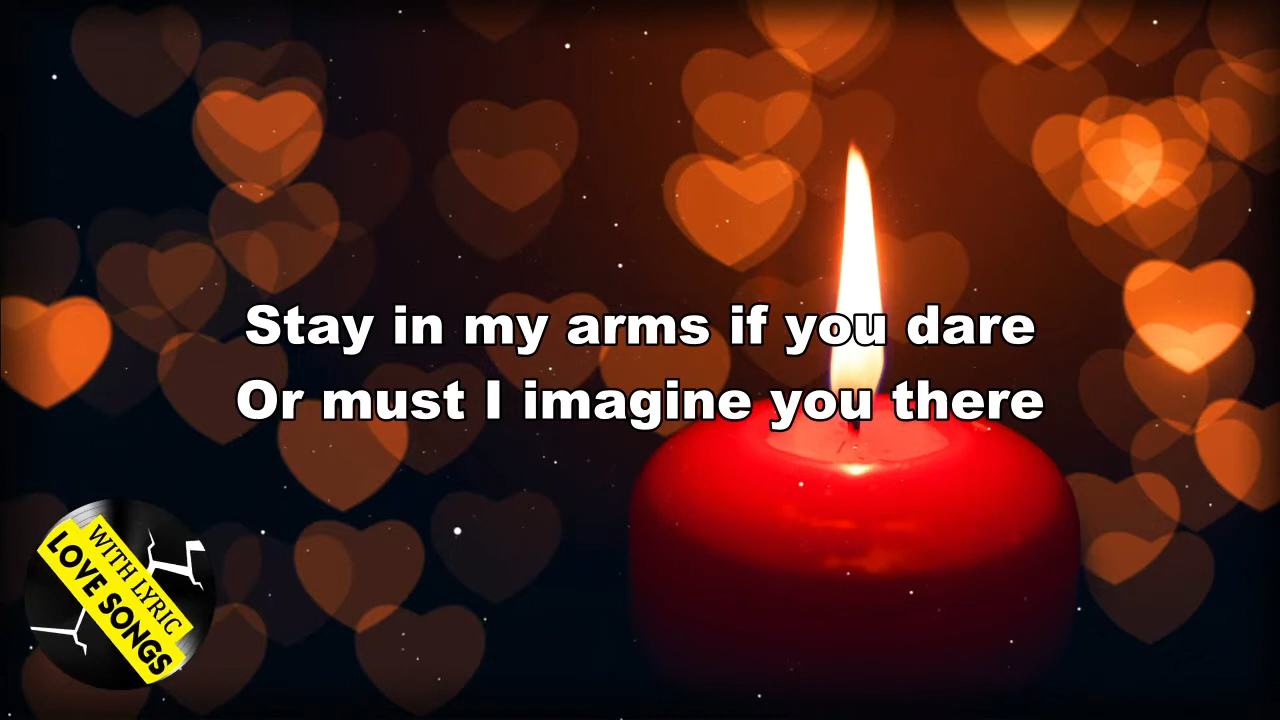 Stay in my arms if you dare
Or must I imagine you there
WITH LYRIC
LOVE SONGS